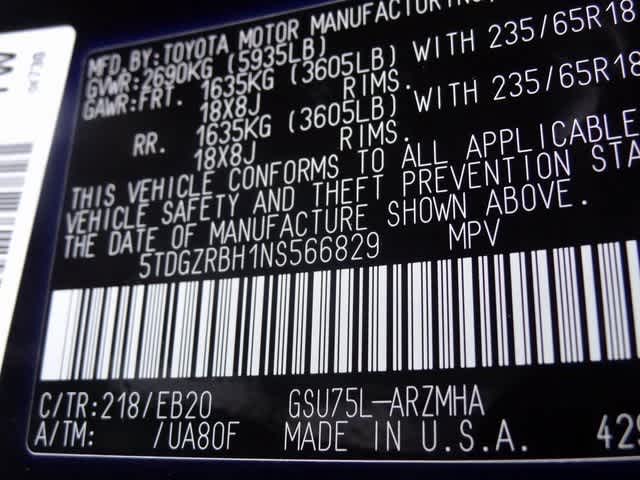 MFD.BY:TOYOTA MOTOR MANUFACTURING
GVWR:2690KG (5935LB)
GAWR:FRT. 1635KG (3605LB) WITH 235/65R18
18X8J RIMS.
RR. 1635KG (3605LB) WITH 235/65R18
18X8J RIMS.
THIS VEHICLE CONFORMS TO ALL APPLICABLE
VEHICLE SAFETY AND THEFT PREVENTION STA
THE DATE OF MANUFACTURE SHOWN ABOVE.
5TDGZRBH1NS566829 MPV
C/TR:218/EB20 GSU75L-ARZMHA
A/TM: /UA80F MADE IN U.S.A. 429